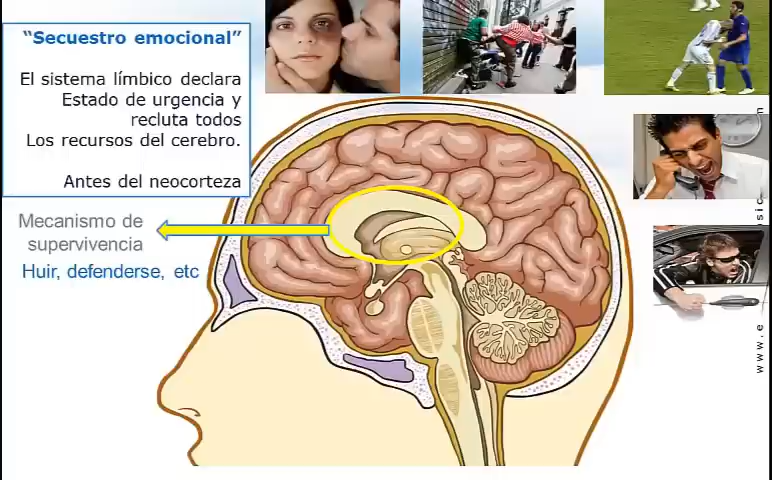 “Secuestro emocional”
El sistema límbico declara
Estado de urgencia y
recluta todos
Los recursos del cerebro.
Antes del neocorteza
Mecanismo de
supervivencia
Huir, defenderse, etc